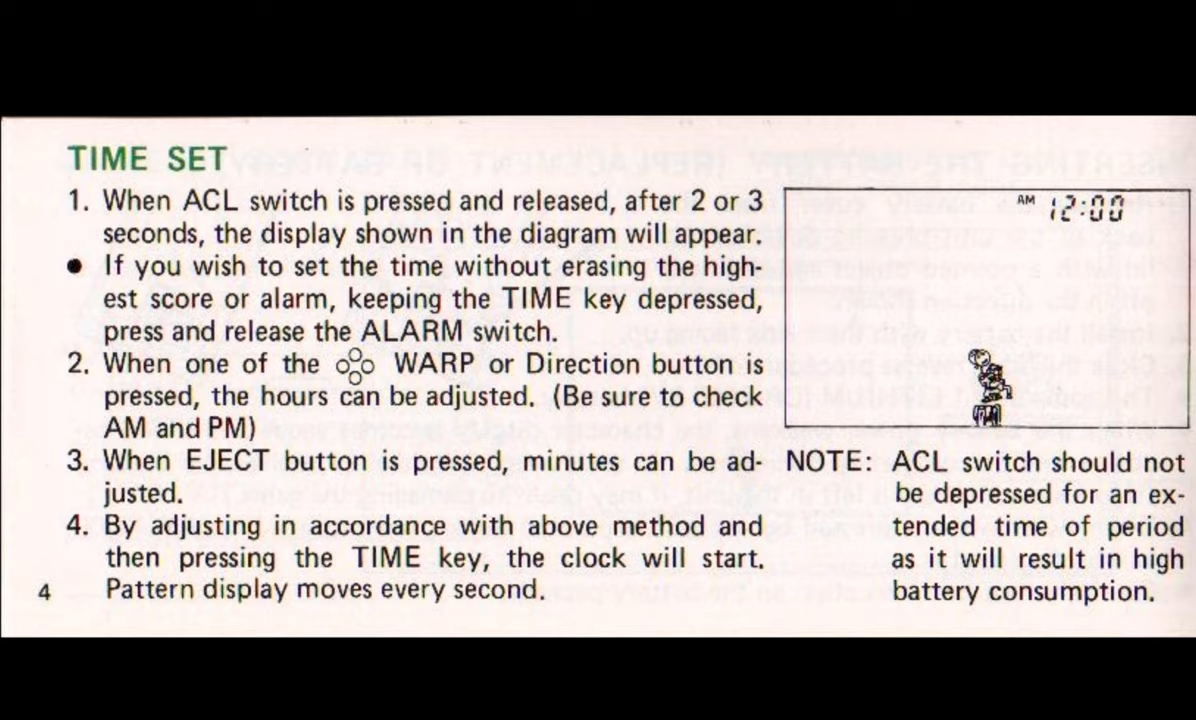 TIME SET
1. When ACL switch is pressed and released, after 2 or 3
seconds, the display shown in the diagram will appear.
● If you wish to set the time without erasing the high-
est score or alarm, keeping the TIME key depressed,
press and release the ALARM switch.
2. When one of the WARP or Direction button is
pressed, the hours can be adjusted. (Be sure to check
AM and PM)
3. When EJECT button is pressed, minutes can be ad-
justed.
4. By adjusting in accordance with above method and
then pressing the TIME key, the clock will start.
Pattern display moves every second.
4
AM 12:00
NOTE: ACL switch should not
be depressed for an ex-
tended time of period
as it will result in high
battery consumption.